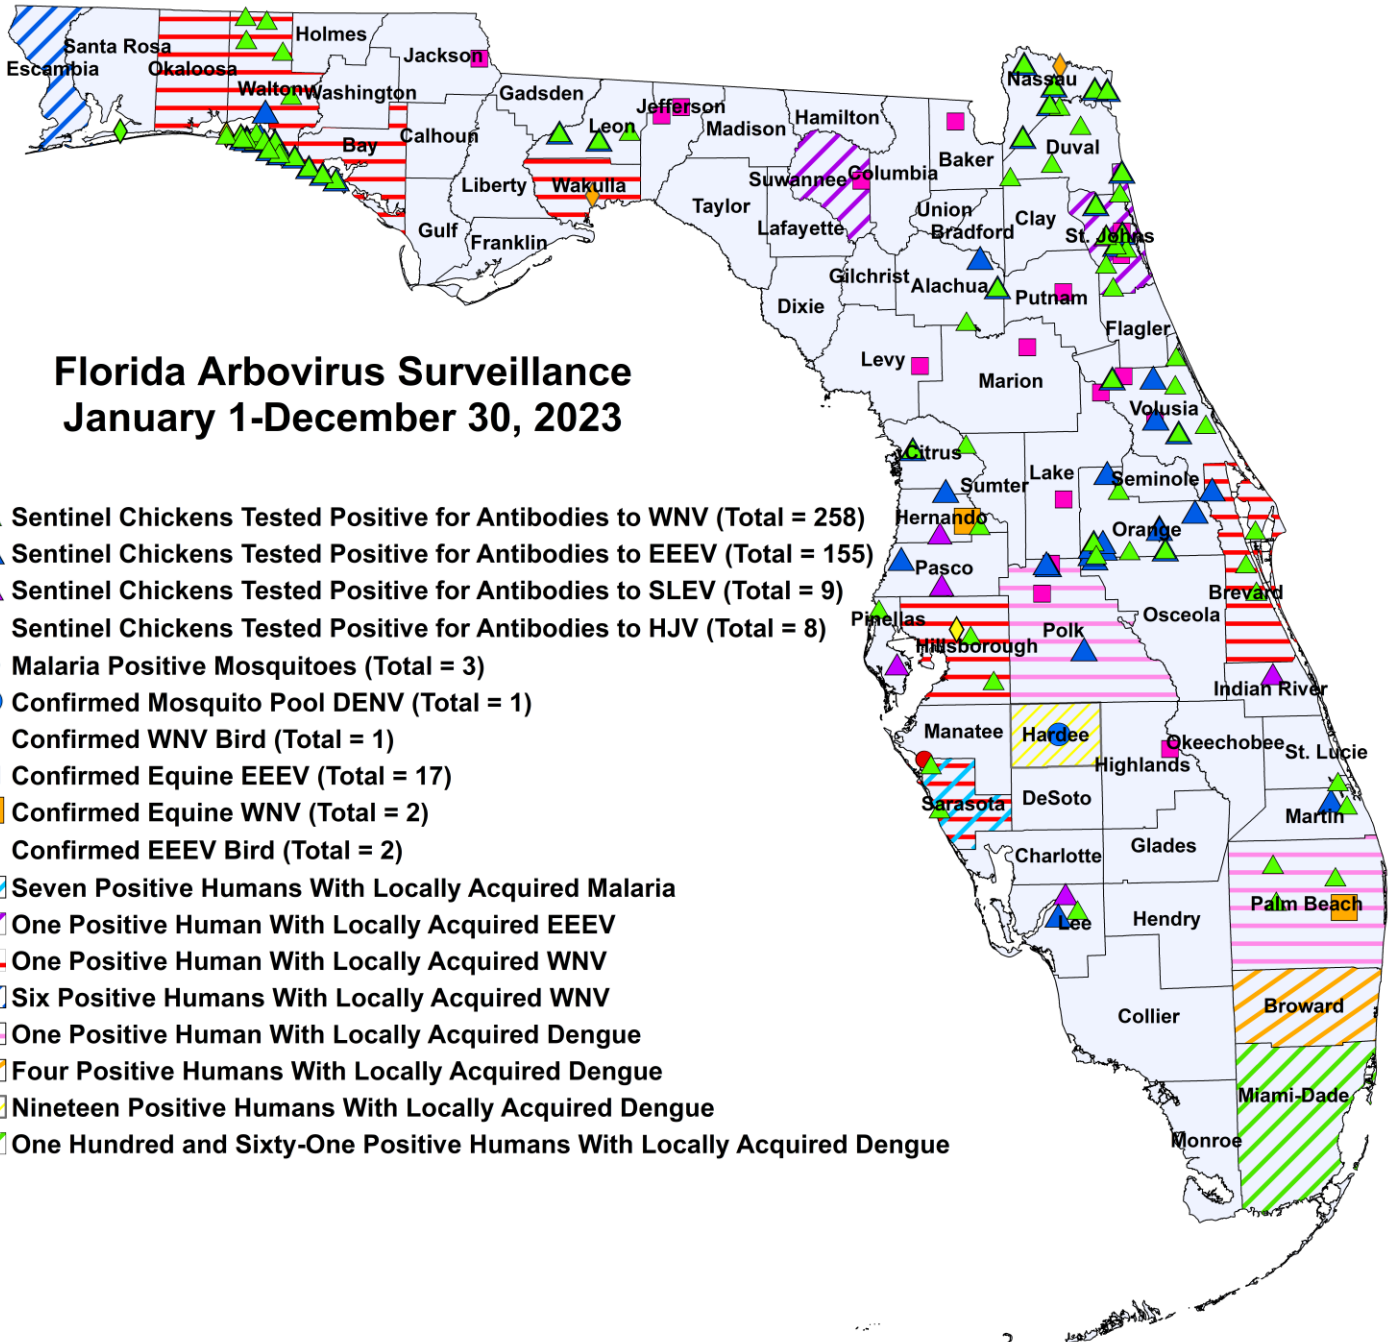 Holmes
Jackson
Santa Rosa
Escambia
Okaloosa
Walton
Washington
Gadsden
Jefferson
Leon
Madison
Hamilton
Nassau
Bay
Calhoun
Duval
Baker
Liberty
Wakulla
Suwannee
Columbia
Taylor
Lafayette
Union
Bradford
Clay
St. Johns
Gulf
Franklin
Gilchrist
Alachua
Putnam
Dixie
Flagler
Levy
Marion
Florida Arbovirus Surveillance
January 1-December 30, 2023
Volusia
Citrus
Lake
Sumter
Seminole
Hernando
Orange
Pasco
Brevard
Osceola
Pinellas
Polk
Hillsborough
Indian River
Manatee
Hardee
Okeechobee
St. Lucie
Highlands
Sarasota
DeSoto
Martin
Charlotte
Glades
Palm Beach
Lee
Hendry
Collier
Broward
Miami-Dade
Monroe
Sentinel Chickens Tested Positive for Antibodies to WNV (Total = 258)
Sentinel Chickens Tested Positive for Antibodies to EEEV (Total = 155)
Sentinel Chickens Tested Positive for Antibodies to SLEV (Total = 9)
Sentinel Chickens Tested Positive for Antibodies to HJV (Total = 8)
Malaria Positive Mosquitoes (Total = 3)
Confirmed Mosquito Pool DENV (Total = 1)
Confirmed WNV Bird (Total = 1)
Confirmed Equine EEEV (Total = 17)
Confirmed Equine WNV (Total = 2)
Confirmed EEEV Bird (Total = 2)
Seven Positive Humans With Locally Acquired Malaria
One Positive Human With Locally Acquired EEEV
One Positive Human With Locally Acquired WNV
Six Positive Humans With Locally Acquired WNV
One Positive Human With Locally Acquired Dengue
Four Positive Humans With Locally Acquired Dengue
Nineteen Positive Humans With Locally Acquired Dengue
One Hundred and Sixty-One Positive Humans With Locally Acquired Dengue